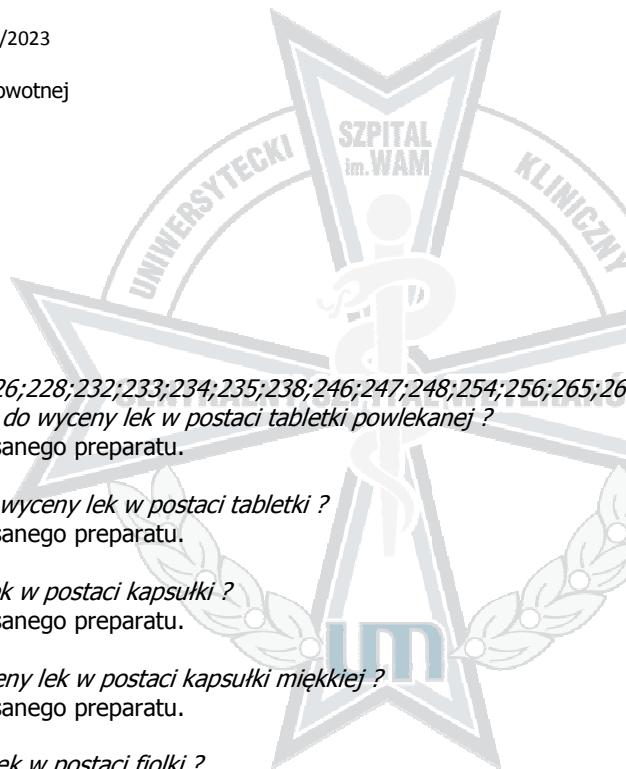 /2023
owotnej
SZPITAL
im.WAM
UNIWERSYTECKI
KLINICZNY
26;228;232;233;234;235;238;246;247;248;254;256;265;26
do wyceny lek w postaci tabletki powlekanej ?
sanego preparatu.
wyceny lek w postaci tabletki ?
sanego preparatu.
ek w postaci kapsułki ?
sanego preparatu.
eny lek w postaci kapsułki miękkiej ?
sanego preparatu.
ek w postaci fiolki ?